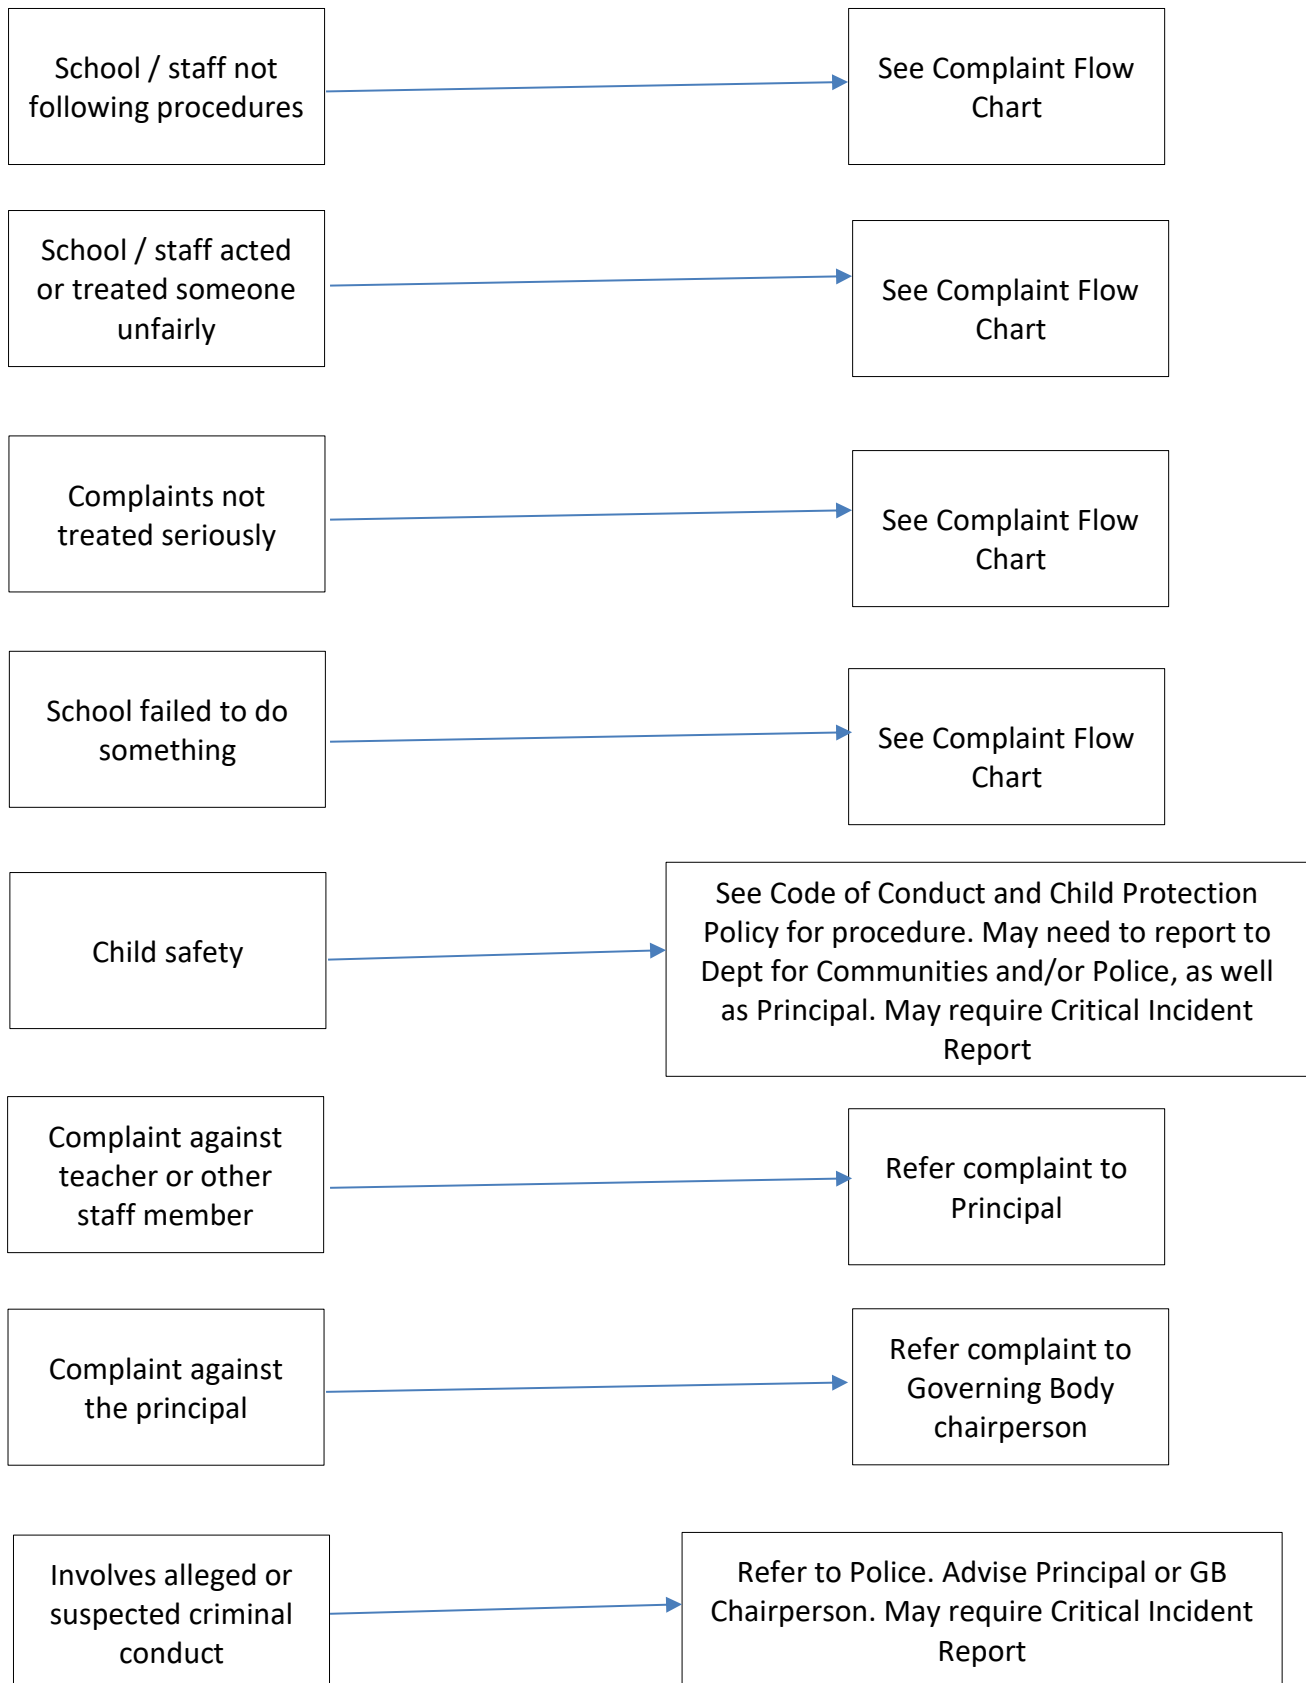 School / staff not
following procedures
See Complaint Flow
Chart
School / staff acted
or treated someone
unfairly
See Complaint Flow
Chart
Complaints not
treated seriously
See Complaint Flow
Chart
School failed to do
something
See Complaint Flow
Chart
Child safety
See Code of Conduct and Child Protection
Policy for procedure. May need to report to
Dept for Communities and/or Police, as well
as Principal. May require Critical Incident
Report
Complaint against
teacher or other
staff member
Refer complaint to
Principal
Complaint against
the principal
Refer complaint to
Governing Body
chairperson
Involves alleged or
suspected criminal
conduct
Refer to Police. Advise Principal or GB
Chairperson. May require Critical Incident
Report